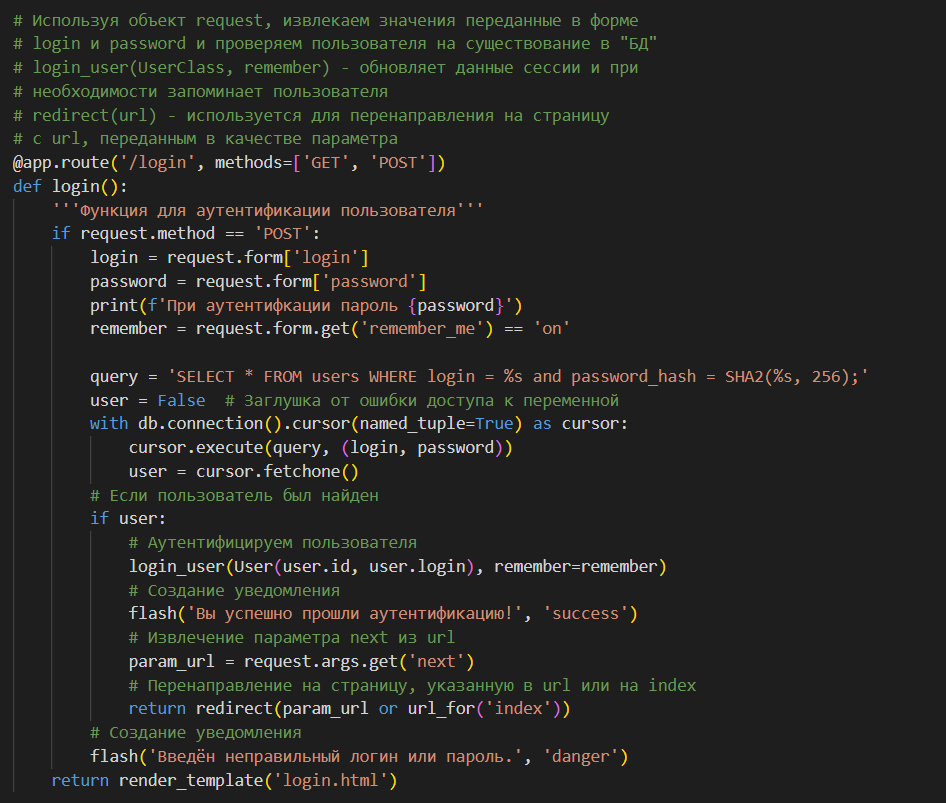 # Используя объект request, извлекаем значения переданные в форме
# login и password и проверяем пользователя на существование в "БД"
# login_user(UserClass, remember) - обновляет данные сессии и при
# необходимости запоминает пользователя
# redirect(url) - используется для перенаправления на страницу
# с url, переданным в качестве параметра
@app.route('/login', methods=['GET', 'POST'])
def login():
    '''Функция для аутентификации пользователя'''
    if request.method == 'POST':
        login = request.form['login']
        password = request.form['password']
        print(f'При аутентифкации пароль {password}')
        remember = request.form.get('remember_me') == 'on'

        query = 'SELECT * FROM users WHERE login = %s and password_hash = SHA2(%s, 256);'
        user = False  # Заглушка от ошибки доступа к переменной
        with db.connection().cursor(named_tuple=True) as cursor:
            cursor.execute(query, (login, password))
            user = cursor.fetchone()
        # Если пользователь был найден
        if user:
            # Аутентифицируем пользователя
            login_user(User(user.id, user.login), remember=remember)
            # Создание уведомления
            flash('Вы успешно прошли аутентификацию!', 'success')
            # Извлечение параметра next из url
            param_url = request.args.get('next')
            # Перенаправление на страницу, указанную в url или на index
            return redirect(param_url or url_for('index'))
        # Создание уведомления
        flash('Введён неправильный логин или пароль.', 'danger')
    return render_template('login.html')